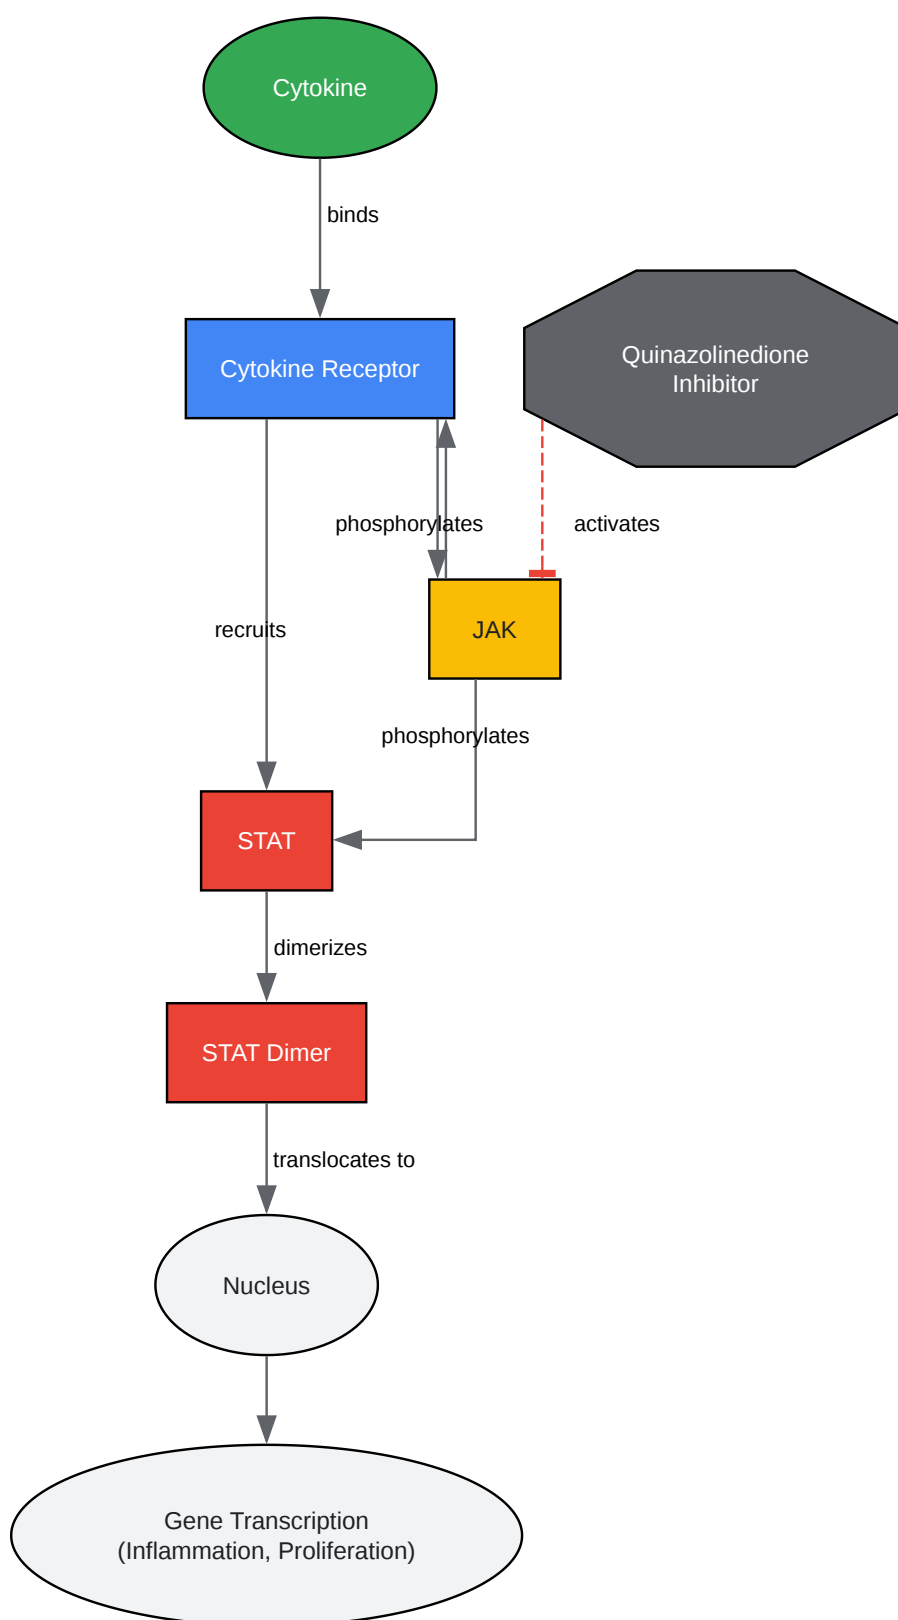 Cytokine
binds
Cytokine Receptor
Quinazolinedione
Inhibitor
phosphorylates
activates
recruits
JAK
phosphorylates
STAT
dimerizes
STAT Dimer
translocates to
Nucleus
Gene Transcription
(Inflammation, Proliferation)